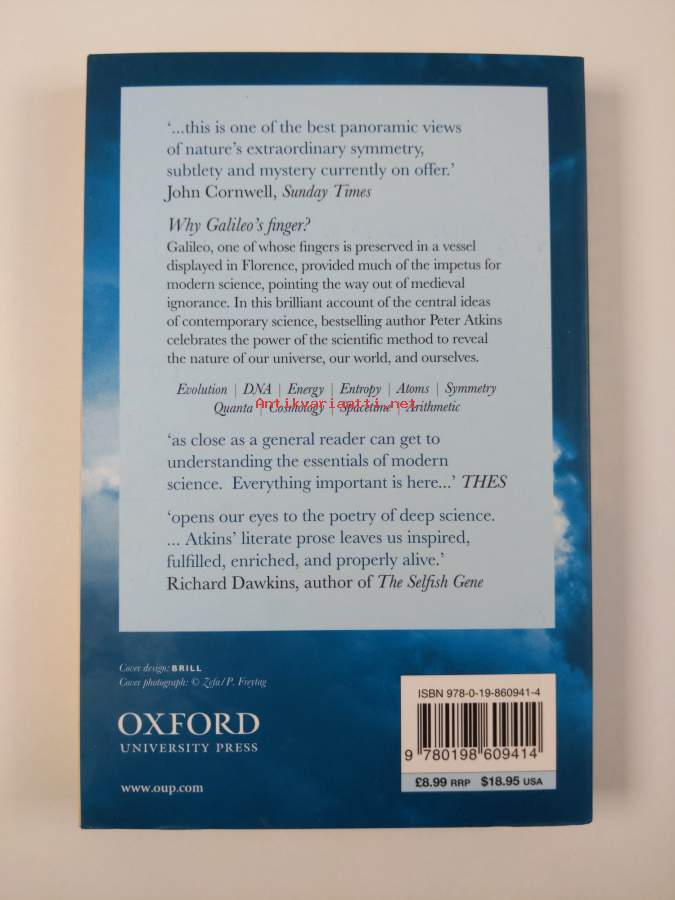 ‘...this is one of the best panoramic views
of nature’s extraordinary symmetry,
subtlety and mystery currently on offer.’
John Cornwell, Sunday Times
Why Galileo’s finger?
Galileo, one of whose fingers is preserved in a vessel
displayed in Florence, provided much of the impetus for
modern science, pointing the way out of medieval
ignorance. In this brilliant account of the central ideas
of contemporary science, bestselling author Peter Atkins
celebrates the power of the scientific method to reveal
the nature of our universe, our world, and ourselves.
Evolution | DNA | Energy | Entropy | Atoms | Symmetry
Quanta | Cosmology | Spacetime | Arithmetic
Antikvariaatti.net
‘as close as a general reader can get to
understanding the essentials of modern
science. Everything important is here...’ THES
‘opens our eyes to the poetry of deep science.
... Atkins’ literate prose leaves us inspired,
fulfilled, enriched, and properly alive.’
Richard Dawkins, author of The Selfish Gene
Cover design: BRILL
Cover photograph: © Zefa/P. Freytag
OXFORD
UNIVERSITY PRESS
www.oup.com
ISBN 978-0-19-860941-4
9 780198 609414
£8.99 RRP $18.95 USA